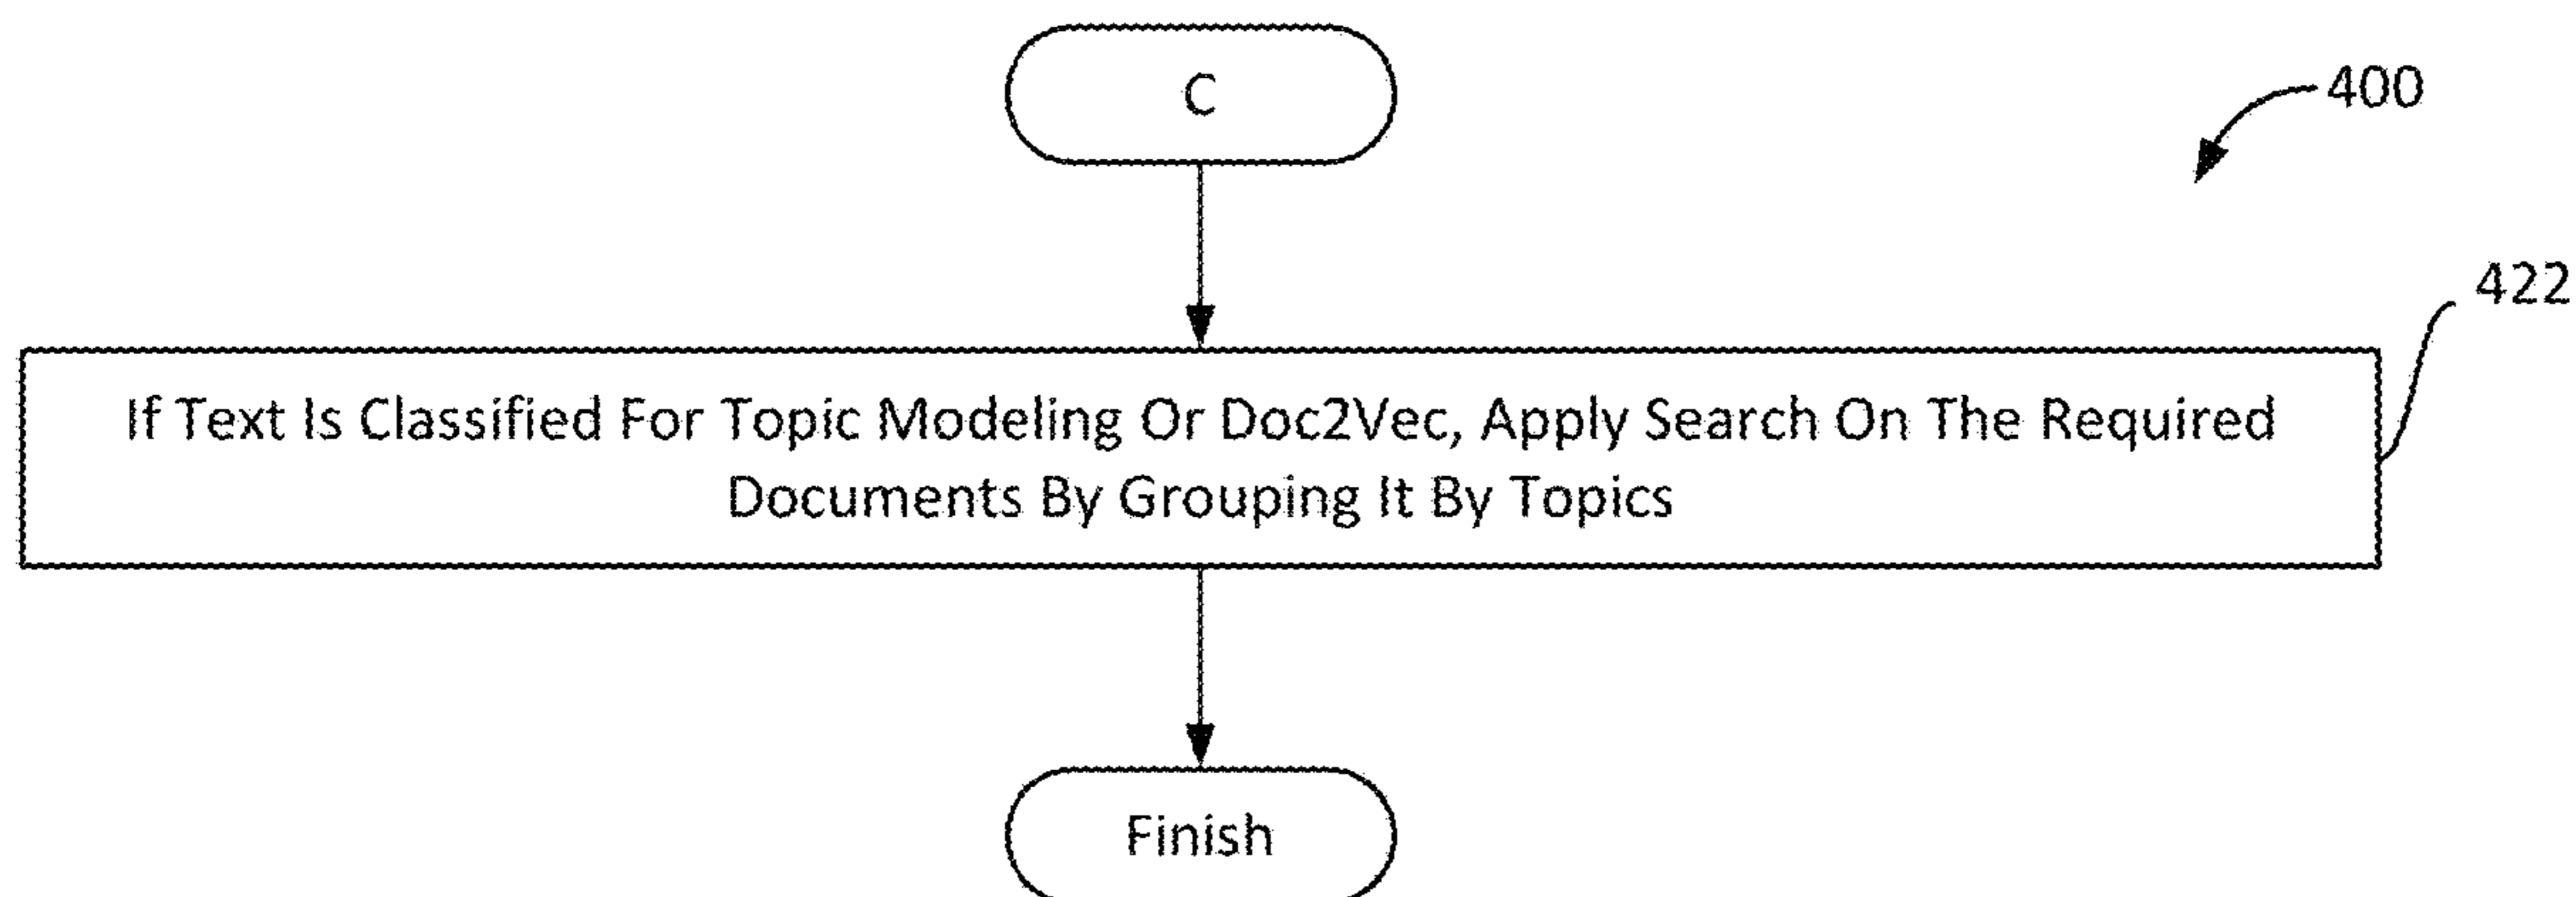 C
400
422
If Text Is Classified For Topic Modeling Or Doc2Vec, Apply Search On The Required
Documents By Grouping It By Topics
Finish